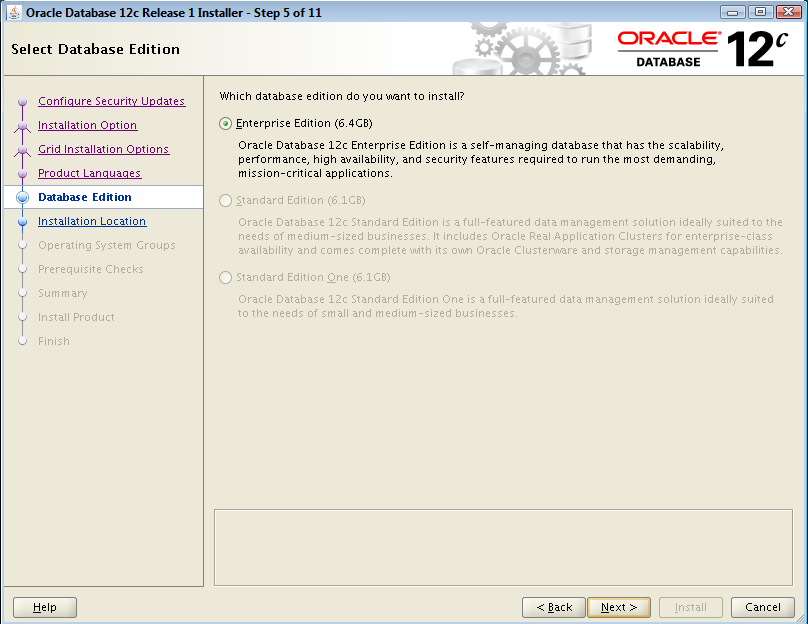 Oracle Database 12c Release 1 Installer - Step 5 of 11
Select Database Edition
ORACLE®
DATABASE
12c
Configure Security Updates
Installation Option
Grid Installation Options
Product Languages
Database Edition
Installation Location
Operating System Groups
Prerequisite Checks
Summary
Install Product
Finish
Which database edition do you want to install?
Enterprise Edition (6.4GB)
Oracle Database 12c Enterprise Edition is a self-managing database that has the scalability,
performance, high availability, and security features required to run the most demanding,
mission-critical applications.
Standard Edition (6.1GB)
Oracle Database 12c Standard Edition is a full-featured data management solution ideally suited to the
needs of medium-sized businesses. It includes Oracle Real Application Clusters for enterprise-class
availability and comes complete with its own Oracle Clusterware and storage management capabilities.
Standard Edition One (6.1GB)
Oracle Database 12c Standard Edition One is a full-featured data management solution ideally suited
to the needs of small and medium-sized businesses.
Help
< Back
Next >
Install
Cancel